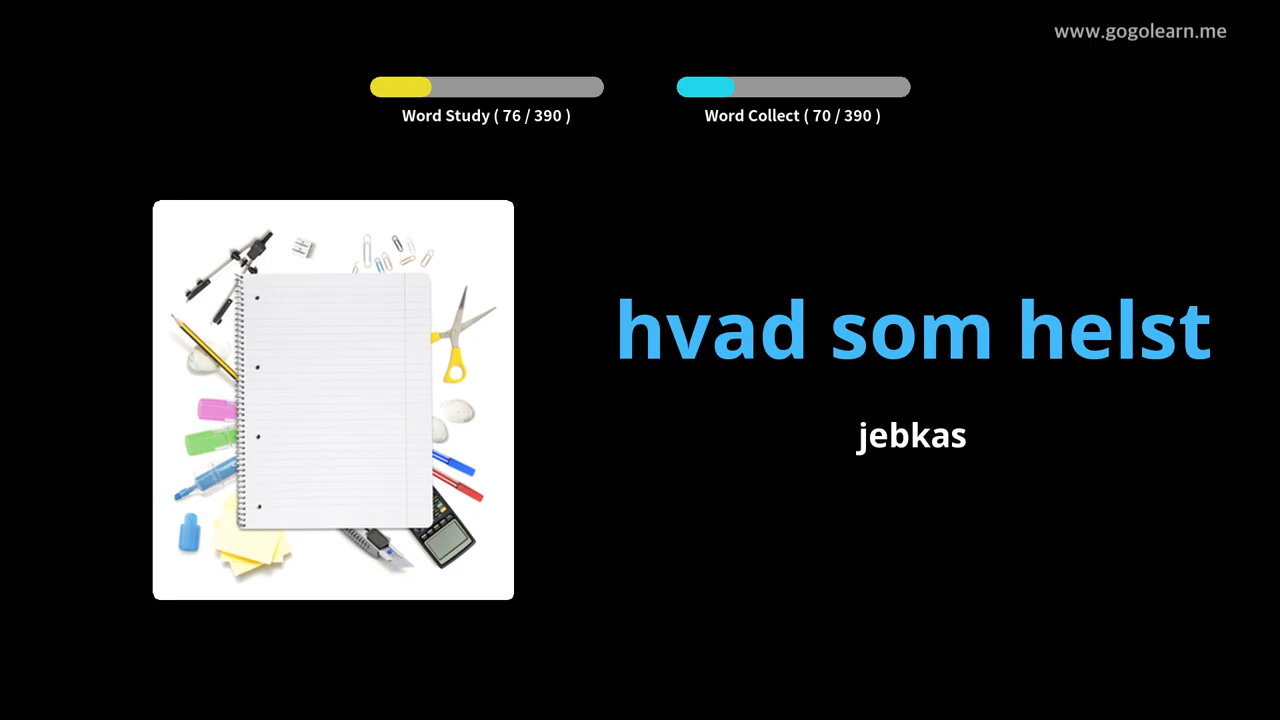 www.gogolearn.me
Word Study ( 76 / 390 )
Word Collect ( 70 / 390 )
hvad som helst
jebkas